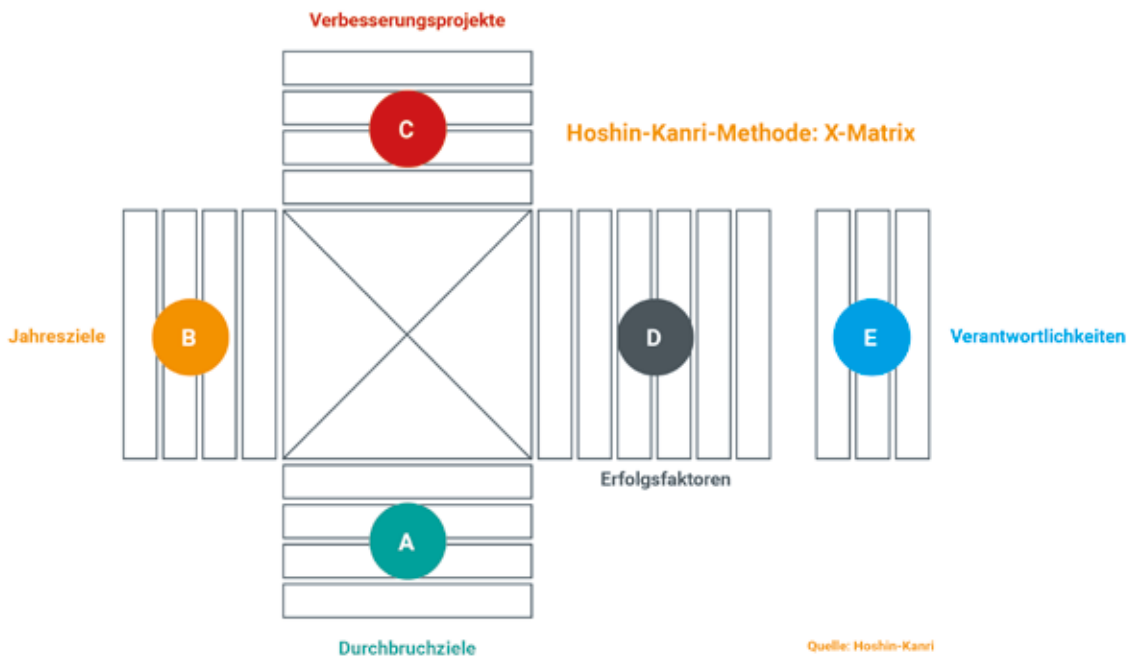 Verbesserungsprojekte
C
Hoshin-Kanri-Methode: X-Matrix
Jahresziele
B
D
E
Verantwortlichkeiten
Erfolgsfaktoren
A
Durchbruchziele
Quelle: Hoshin-Kanri